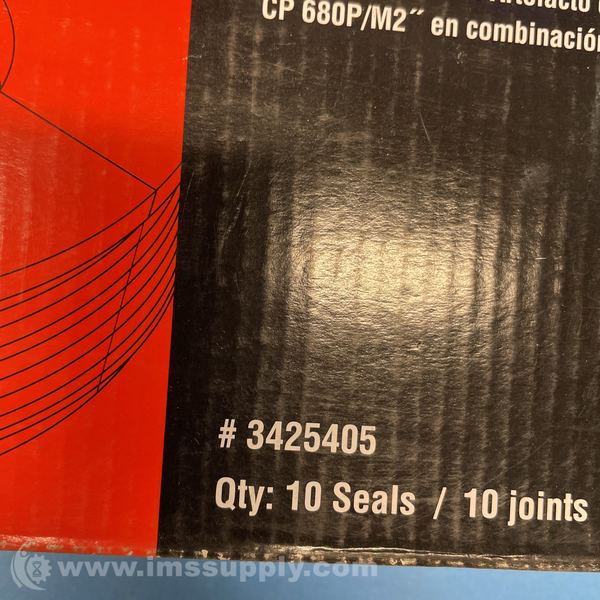 CP 680P/M2˝ en combinación
# 3425405
Qty: 10 Seals / 10 joints
www.imssupply.com